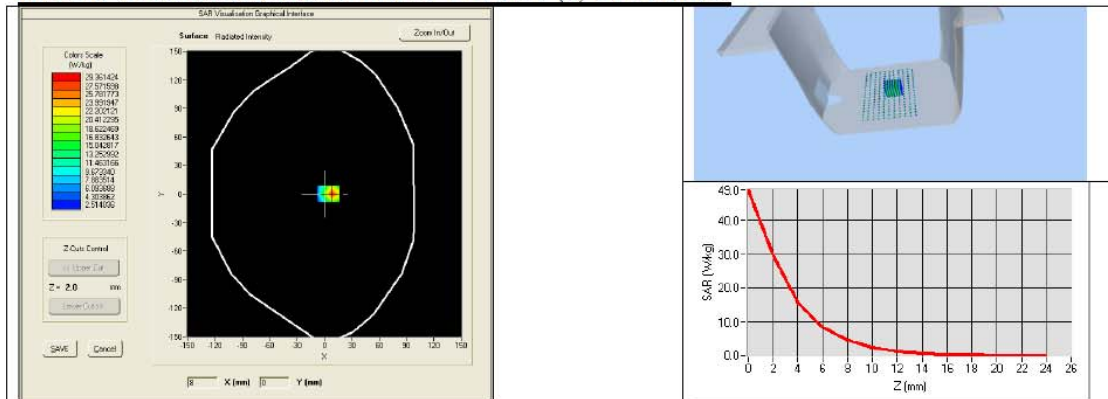 SAR Visualisation Graphical Interface
Surface Radiated Intensity
Zoom In/Out
Colors Scale
(W/kg)
29.361424
27.571598
25.781773
23.991947
22.202121
20.412295
18.622469
16.832643
15.042817
13.252992
11.463166
9.673340
7.883514
6.093688
4.303862
2.514036
150
120
90
60
30
0
-30
-60
-90
-120
-150
Y
-150 -120 -90 -60 -30 0 30 60 90 120 150
X
Z Cuts Control
Z = 2.0 mm
SAVE Cancel
8 X (mm) 0 Y (mm)
49.0
40.0
30.0
20.0
10.0
0.0
SAR (W/kg)
0 2 4 6 8 10 12 14 16 18 20 22 24 26
Z (mm)